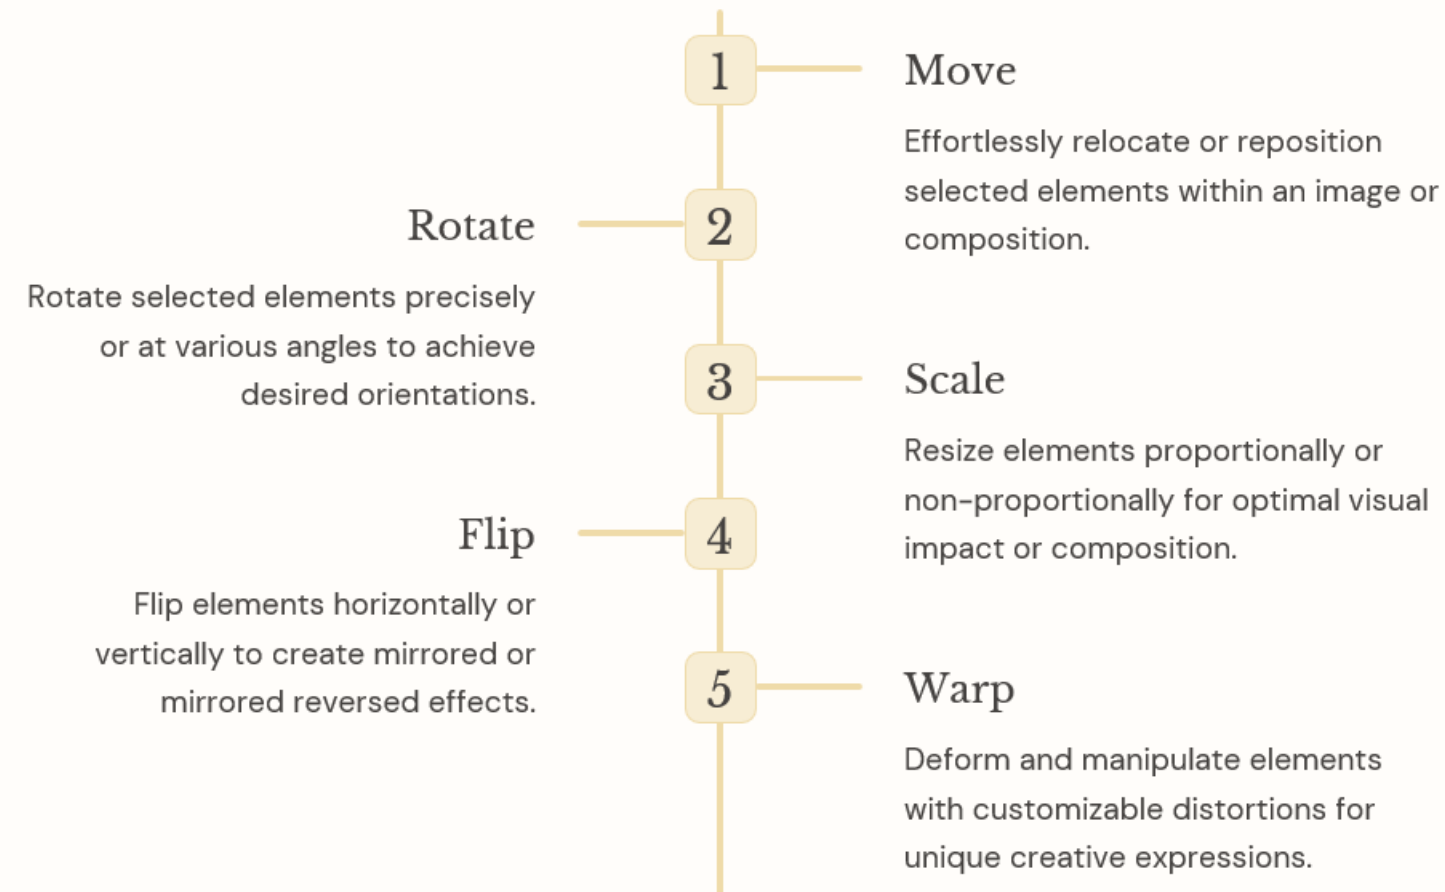 1
Move
Effortlessly relocate or reposition
selected elements within an image or
composition.
2
Rotate
Rotate selected elements precisely
or at various angles to achieve
desired orientations.
3
Scale
Resize elements proportionally or
non-proportionally for optimal visual
impact or composition.
4
Flip
Flip elements horizontally or
vertically to create mirrored or
mirrored reversed effects.
5
Warp
Deform and manipulate elements
with customizable distortions for
unique creative expressions.